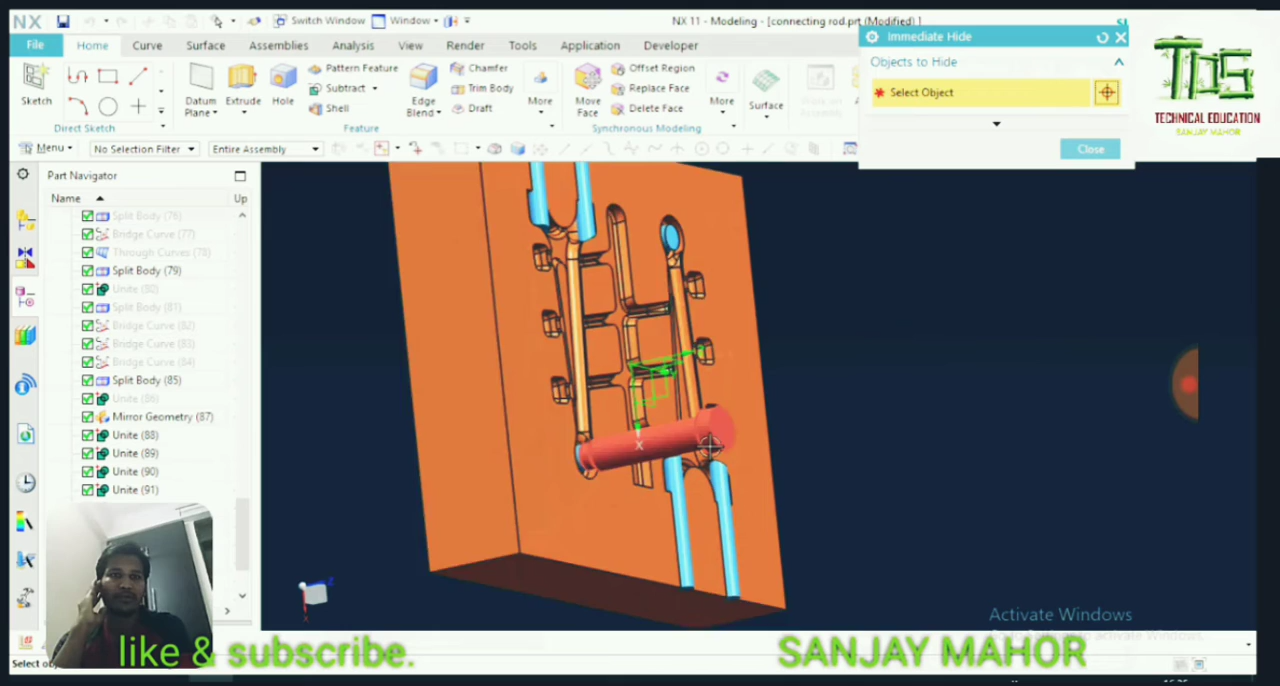 NX Switch Window Window NX 11 - Modeling - [connecting rod.prt (Modified) ]
File Home Curve Surface Assemblies Analysis View Render Tools Application Developer
Sketch
Direct Sketch
Datum Plane Extrude Hole
Pattern Feature
Subtract
Shell
Edge Blend
Chamfer
Trim Body
Draft
More
Feature
Move Face
Offset Region
Replace Face
Delete Face
More
Synchronous Modeling
Surface
Immediate Hide
Objects to Hide
* Select Object
Close
TECHNICAL EDUCATION
SANJAY MAHOR
Menu No Selection Filter Entire Assembly
Part Navigator
Name Up
Split Body (76)
Bridge Curve (77)
Through Curves (78)
Split Body (79)
Unite (80)
Split Body (81)
Bridge Curve (82)
Bridge Curve (83)
Bridge Curve (84)
Split Body (85)
Unite (86)
Mirror Geometry (87)
Unite (88)
Unite (89)
Unite (90)
Unite (91)
X
Activate Windows
like & subscribe.
SANJAY MAHOR